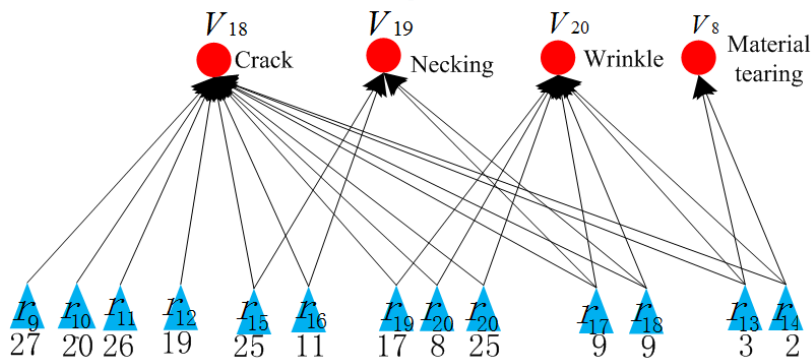 V18 V19 V20 V8
Crack Necking Wrinkle Material
tearing
r9 r10 r11 r12 r15 r16 r19 r20 r20 r17 r18 r13 r14
27 20 26 19 25 11 17 8 25 9 9 3 2